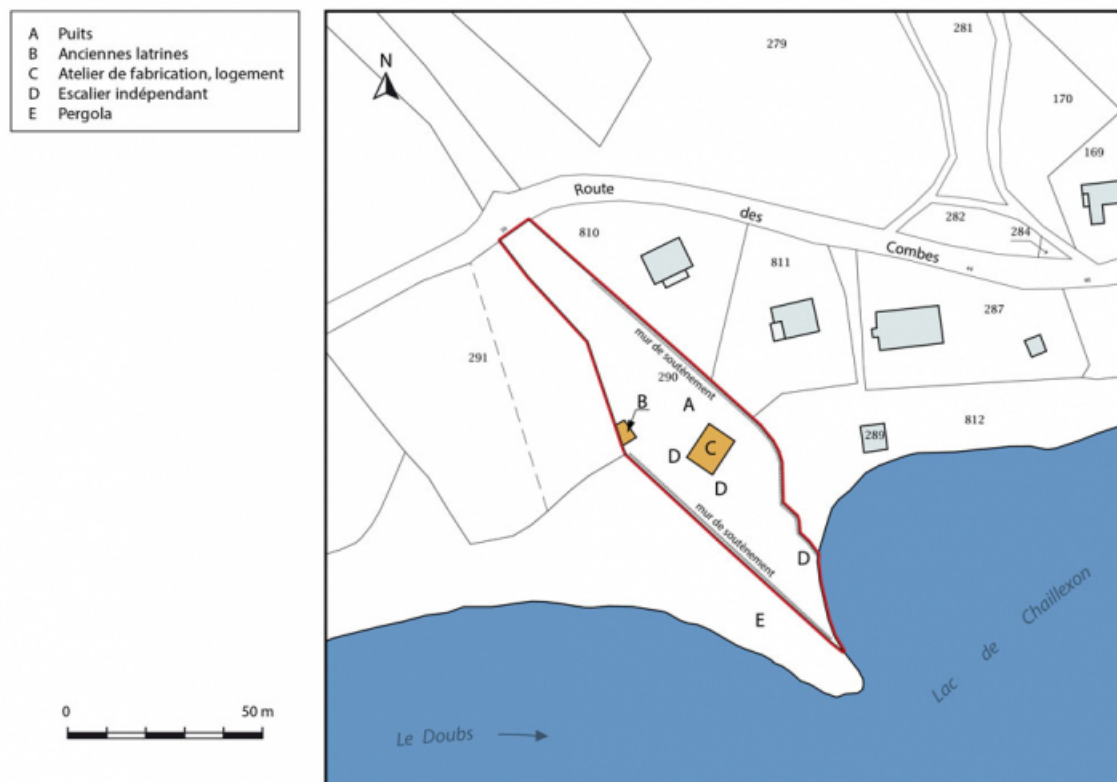 A Puits
B Anciennes latrines
C Atelier de fabrication, logement
D Escalier indépendant
E Pergola
N
279
281
170
169
Route des Combes
282
284
810
811
287
291
mur de soutènement
290
A
B
C
D
D
289
812
mur de soutènement
D
E
Lac de Chaillexon
Le Doubs
0 50 m